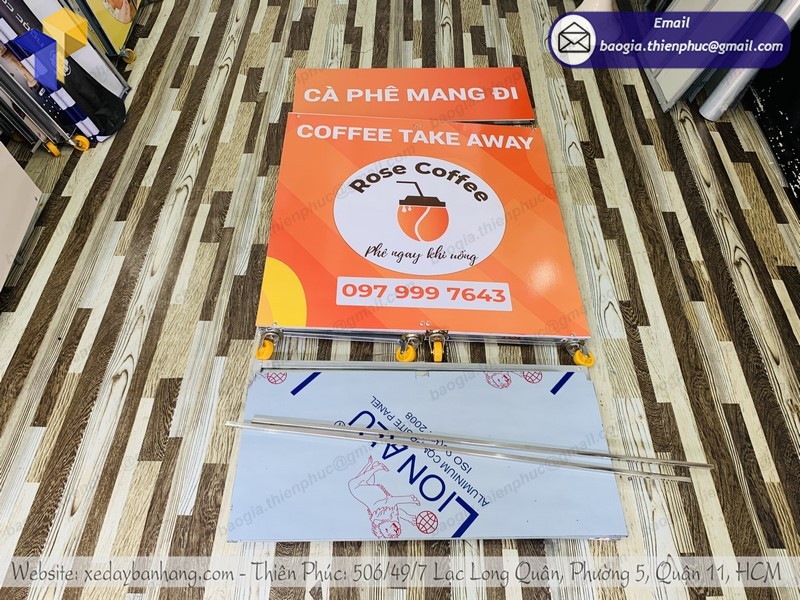 Email
baogia.thienphuc@gmail.com
CÀ PHÊ MANG ĐI
COFFEE TAKE AWAY
Rose Coffee
Phê ngay khi uống
097 999 7643
LIONALU
ALUMINIUM COMPOSITE PANEL
2008
Website: xedaybanhang.com - Thiên Phúc: 506/49/7 Lạc Long Quân, Phường 5, Quận 11, HCM